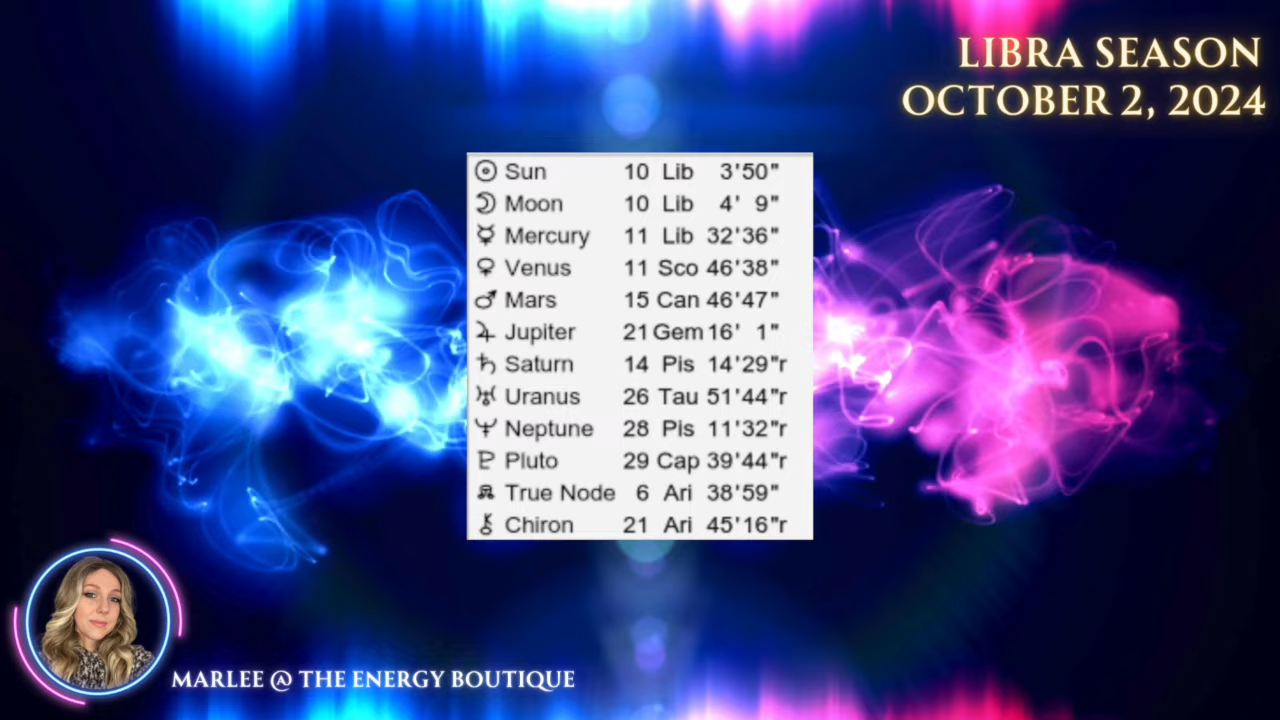 LIBRA SEASON
OCTOBER 2, 2024
Sun 10 Lib 3'50"
Moon 10 Lib 4' 9"
Mercury 11 Lib 32'36"
Venus 11 Sco 46'38"
Mars 15 Can 46'47"
Jupiter 21 Gem 16' 1"
Saturn 14 Pis 14'29"r
Uranus 26 Tau 51'44"r
Neptune 28 Pis 11'32"r
Pluto 29 Cap 39'44"r
True Node 6 Ari 38'59"
Chiron 21 Ari 45'16"r
MARLEE @ THE ENERGY BOUTIQUE